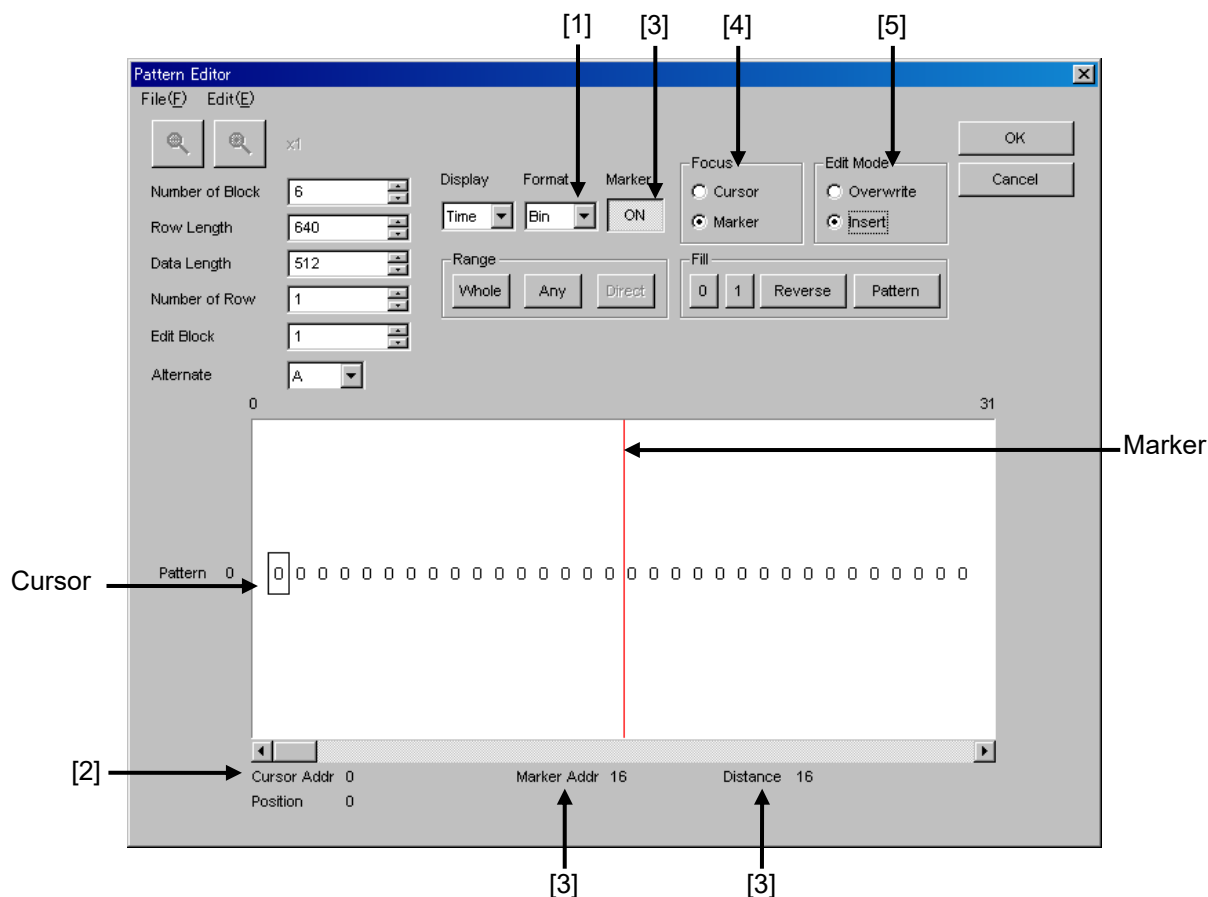 [1] [3] [4] [5]
Pattern Editor
File(F) Edit(E)
x1
OK
Focus
Edit Mode
Number of Block 6
Display Format Marker
Cursor
Overwrite
Cancel
Time Bin ON
Marker
Insert
Row Length 640
Data Length 512
Range
Fill
Whole Any Direct
0 1 Reverse Pattern
Number of Row 1
Edit Block 1
Alternate A
0 31
Marker
Cursor
Pattern 0
0 0 0 0 0 0 0 0 0 0 0 0 0 0 0 0 0 0 0 0 0 0 0 0 0 0 0 0 0 0 0 0
[2]
Cursor Addr 0 Marker Addr 16 Distance 16
Position 0
[3] [3]